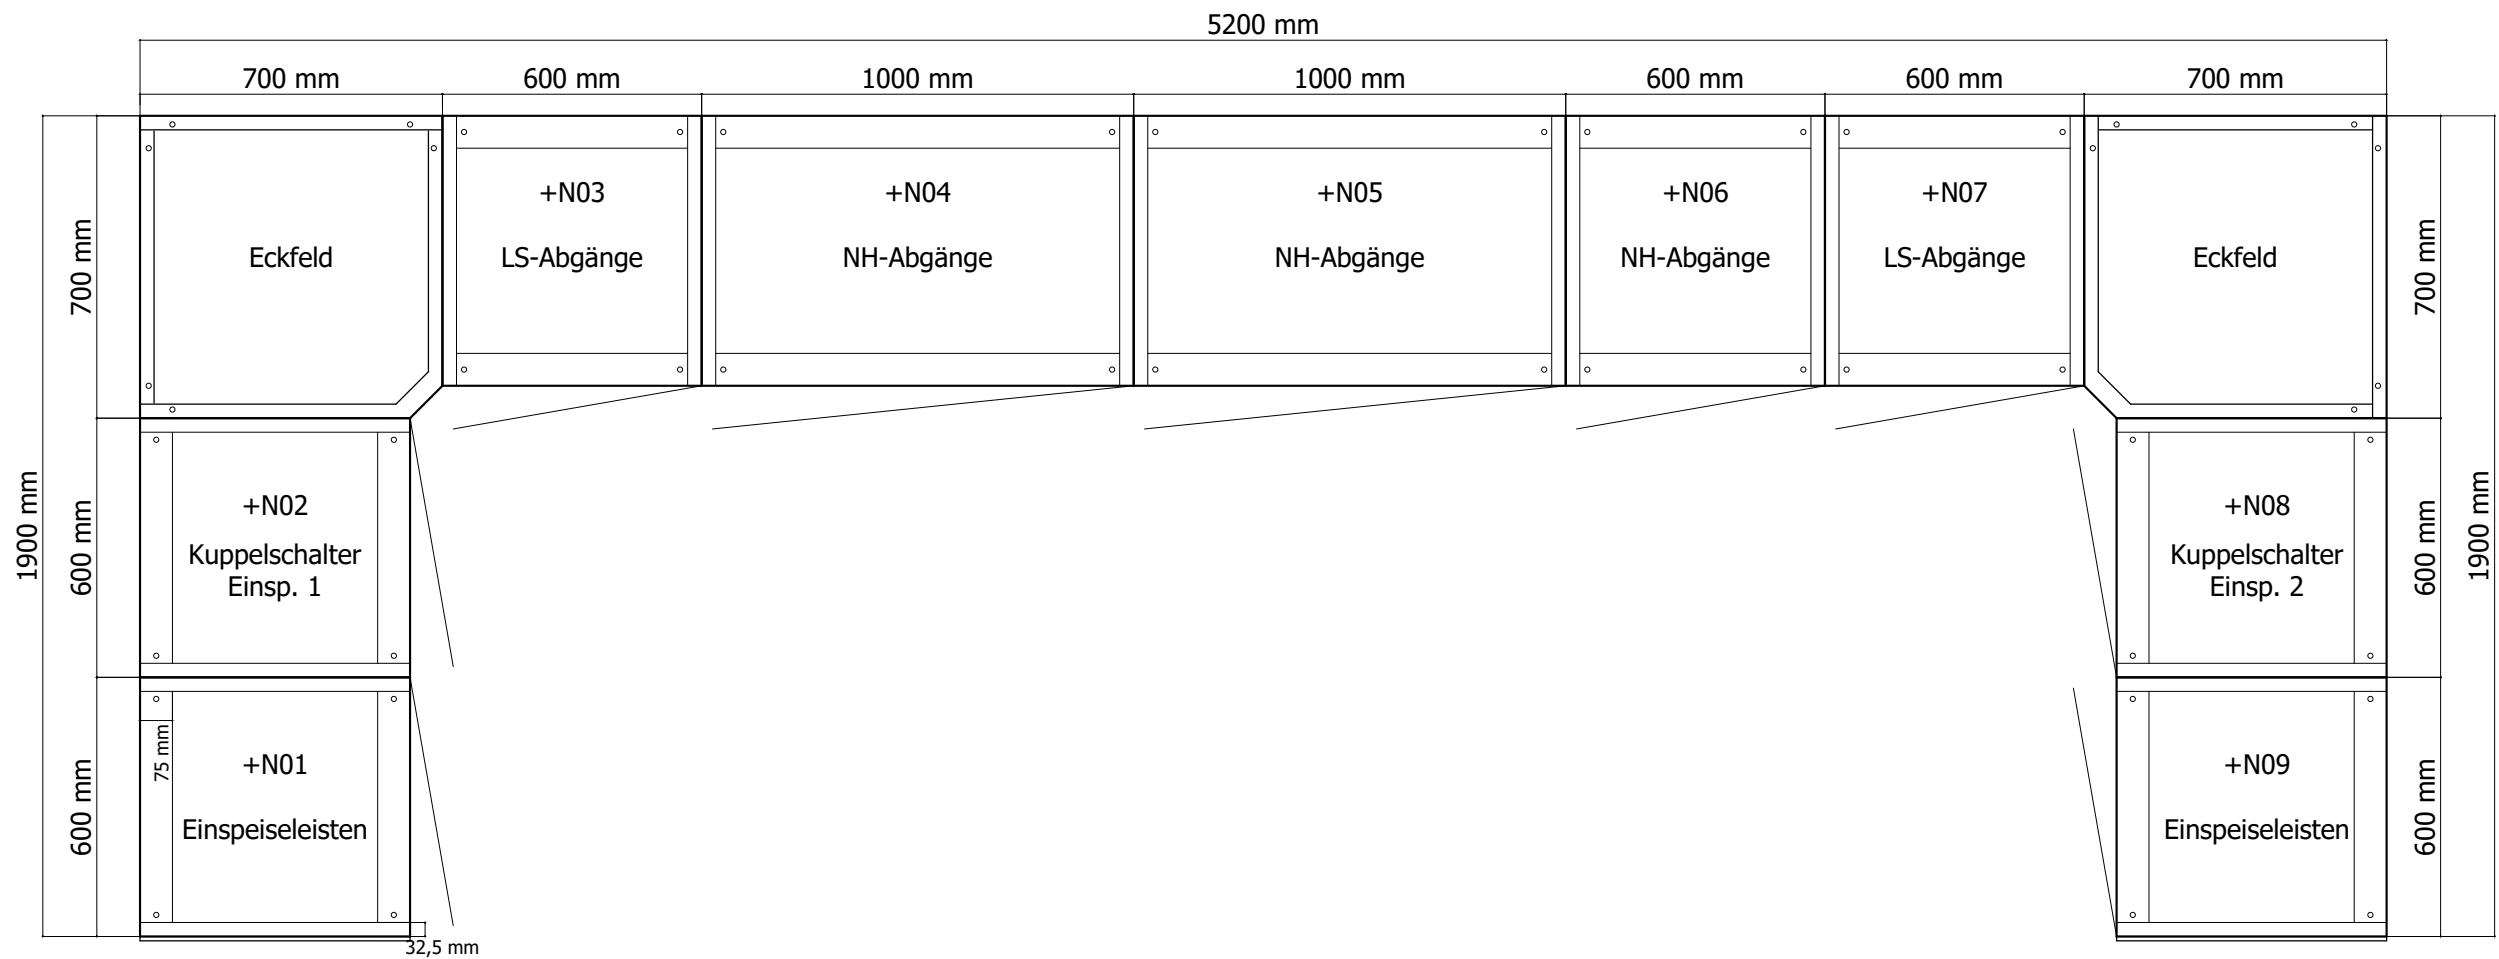 5200 mm
700 mm
600 mm
1000 mm
1000 mm
600 mm
600 mm
700 mm
+N03
+N04
+N05
+N06
+N07
Eckfeld
LS-Abgänge
NH-Abgänge
NH-Abgänge
NH-Abgänge
LS-Abgänge
Eckfeld
700 mm
700 mm
1900 mm
600 mm
+N02
Kuppelschalter
Einsp. 1
+N08
Kuppelschalter
Einsp. 2
600 mm
1900 mm
600 mm
75 mm
+N01
Einspeiseleisten
32,5 mm
+N09
Einspeiseleisten
600 mm